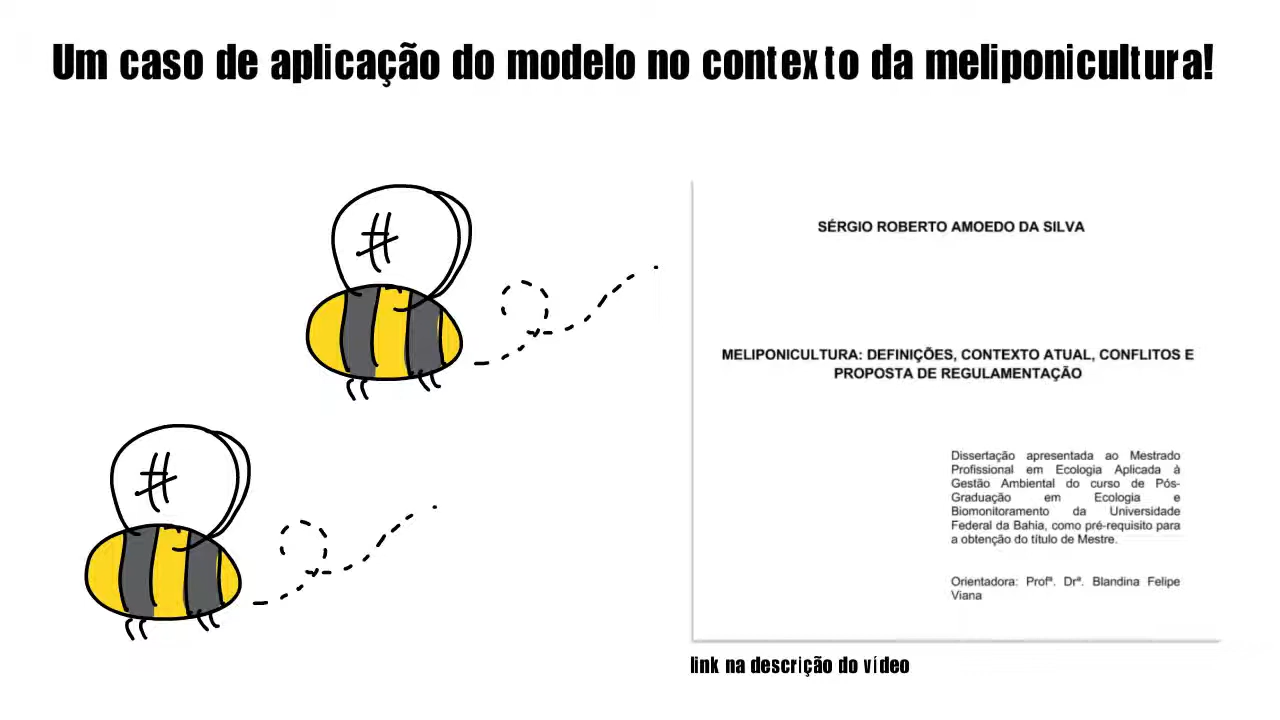 Um caso de aplicação do modelo no contexto da meliponicultura!
SÉRGIO ROBERTO AMOEDO DA SILVA
MELIPONICULTURA: DEFINIÇÕES, CONTEXTO ATUAL, CONFLITOS E
PROPOSTA DE REGULAMENTAÇÃO
Dissertação apresentada ao Mestrado
Profissional em Ecologia Aplicada à
Gestão Ambiental do curso de Pós-
Graduação em Ecologia e
Biomonitoramento da Universidade
Federal da Bahia, como pré-requisito para
a obtenção do título de Mestre.
Orientadora: Profª. Drª. Blandina Felipe
Viana
link na descrição do vídeo